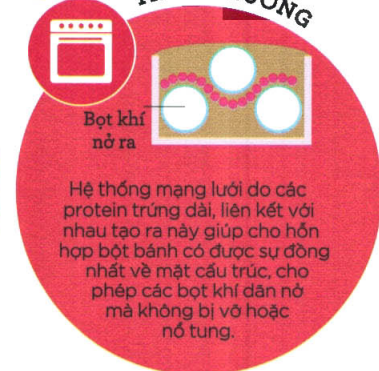 Bọt khí
nở ra
Hệ thống mạng lưới do các
protein trứng dài, liên kết với
nhau tạo ra này giúp cho hỗn
hợp bột bánh có được sự đồng
nhất về mặt cấu trúc, cho
phép các bọt khí dãn nở
mà không bị vỡ hoặc
nổ tung.